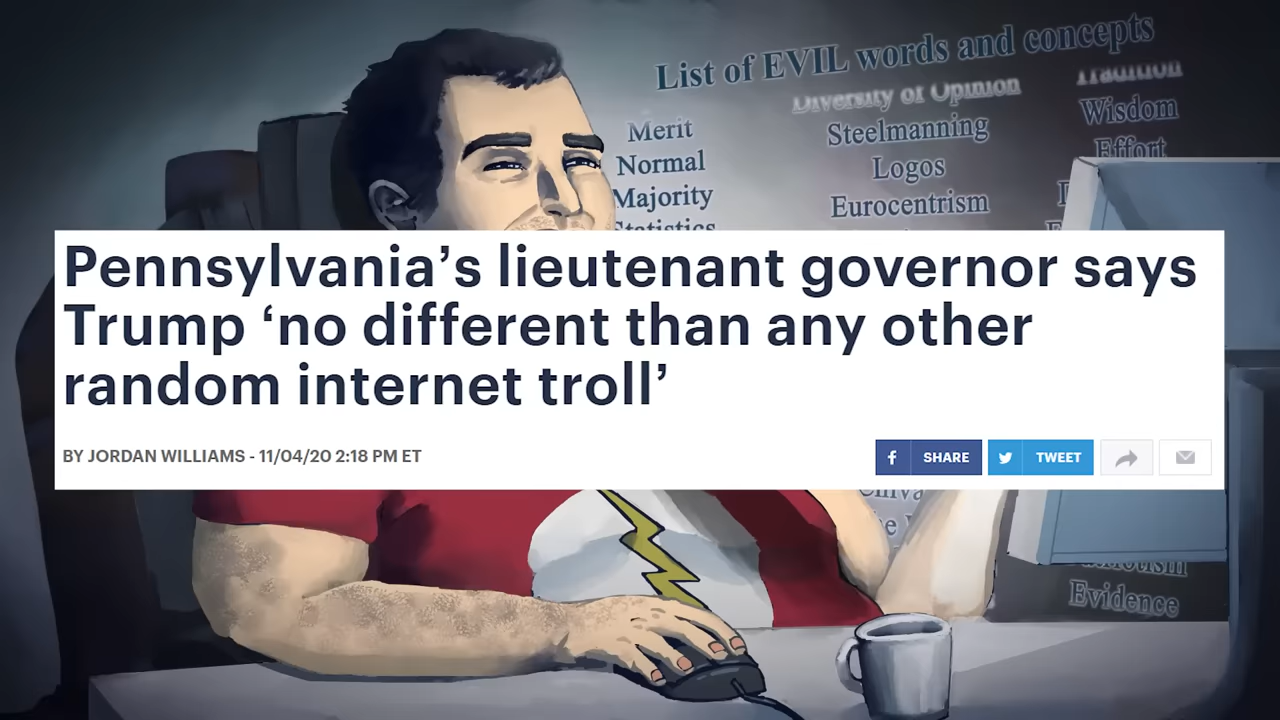 List of EVIL words and concepts
Diversity of Opinion
Tradition
Merit
Steelmanning
Wisdom
Normal
Logos
Effort
Majority
Eurocentrism
Statistics
Pennsylvania’s lieutenant governor says
Trump ‘no different than any other
random internet troll’
BY JORDAN WILLIAMS - 11/04/20 2:18 PM ET
f SHARE
TWEET
Evidence